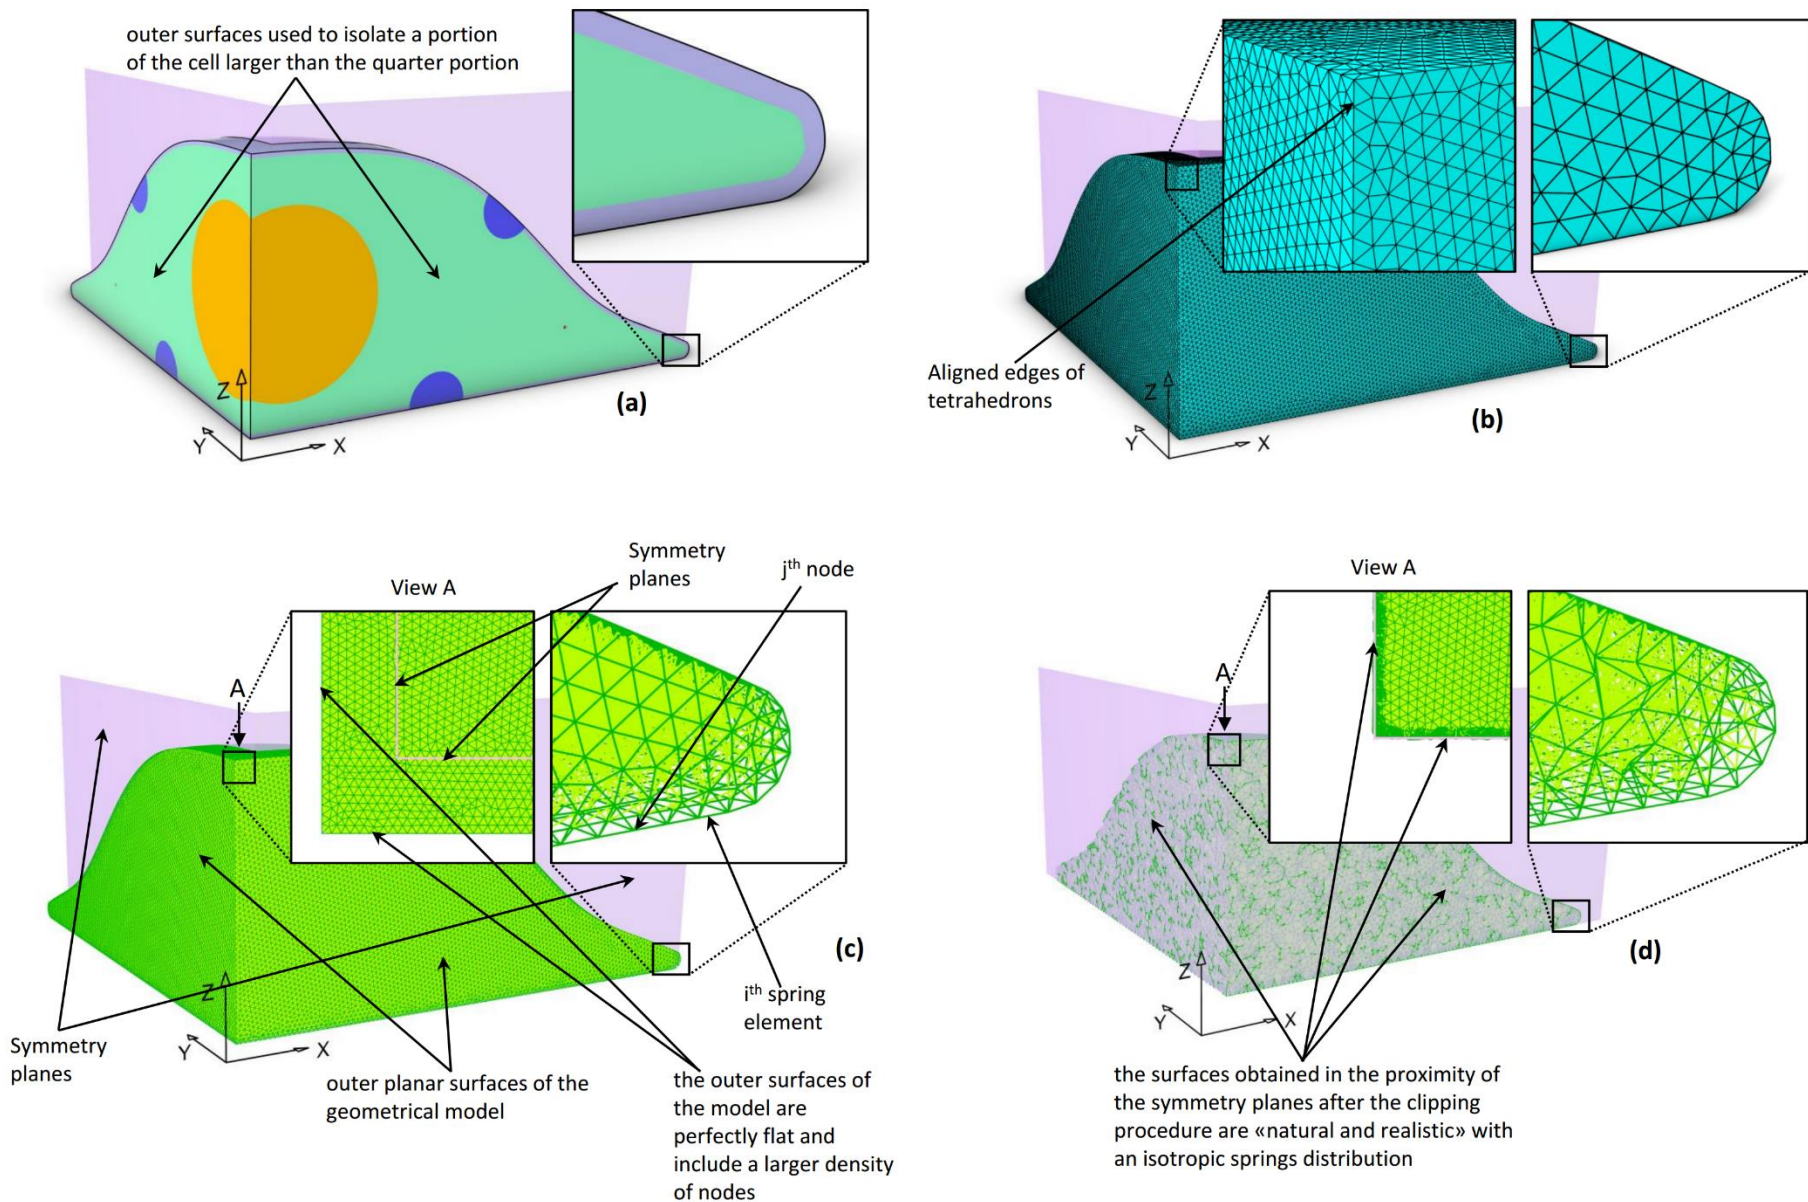 outer surfaces used to isolate a portion
of the cell larger than the quarter portion
Z
Y
X
(a)
Aligned edges of
tetrahedrons
Z
Y
X
(b)
View A
Symmetry
planes
jth node
A
Z
Y
X
(c)
Symmetry
planes
outer planar surfaces of the
geometrical model
the outer surfaces of
the model are
perfectly flat and
include a larger density
of nodes
ith spring
element
View A
A
Z
Y
X
(d)
the surfaces obtained in the proximity of
the symmetry planes after the clipping
procedure are «natural and realistic» with
an isotropic springs distribution